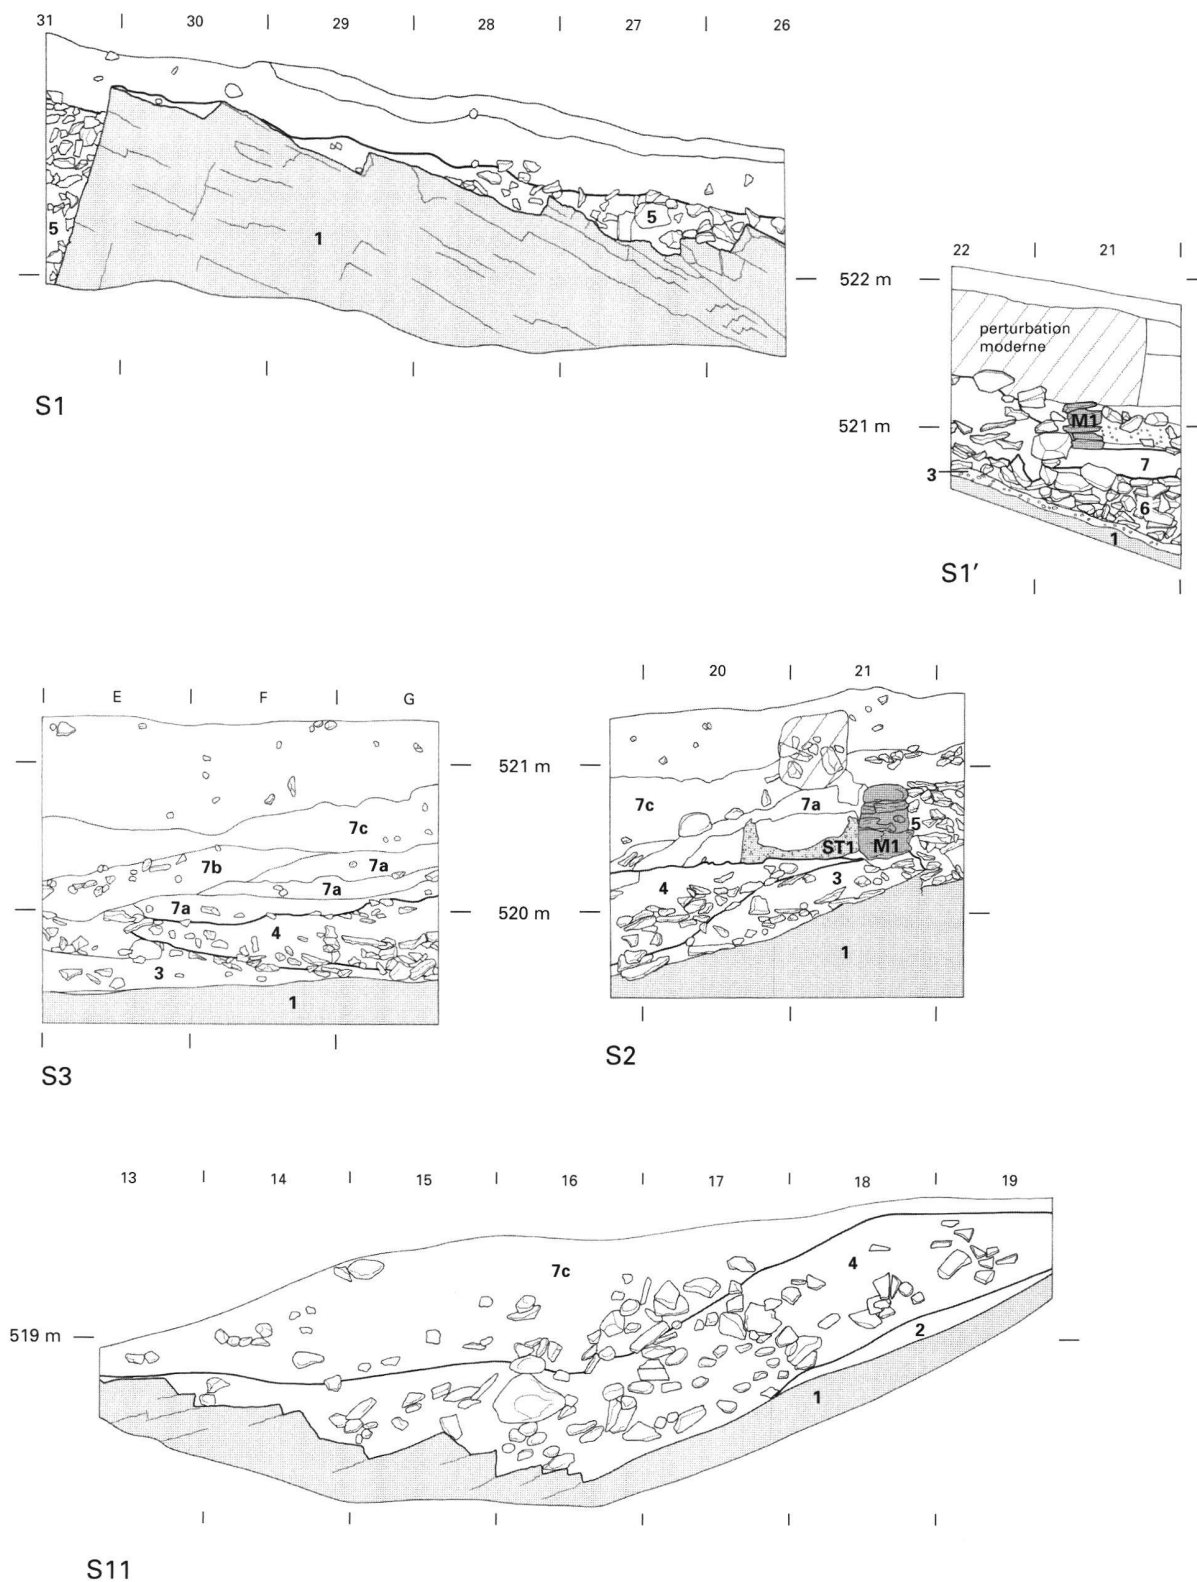 31 | 30 | 29 | 28 | 27 | 26
5
1
5
522 m
S1
22 | 21 |
perturbation
moderne
521 m
M1
7
3
6
1
S1′
| E | F | G
521 m
7c
7b
7a
7a
7a
4
520 m
3
1
S3
| 20 | 21 |
7c
7a
5
ST1
M1
3
4
1
S2
13 | 14 | 15 | 16 | 17 | 18 | 19
7c
4
519 m
2
1
S11